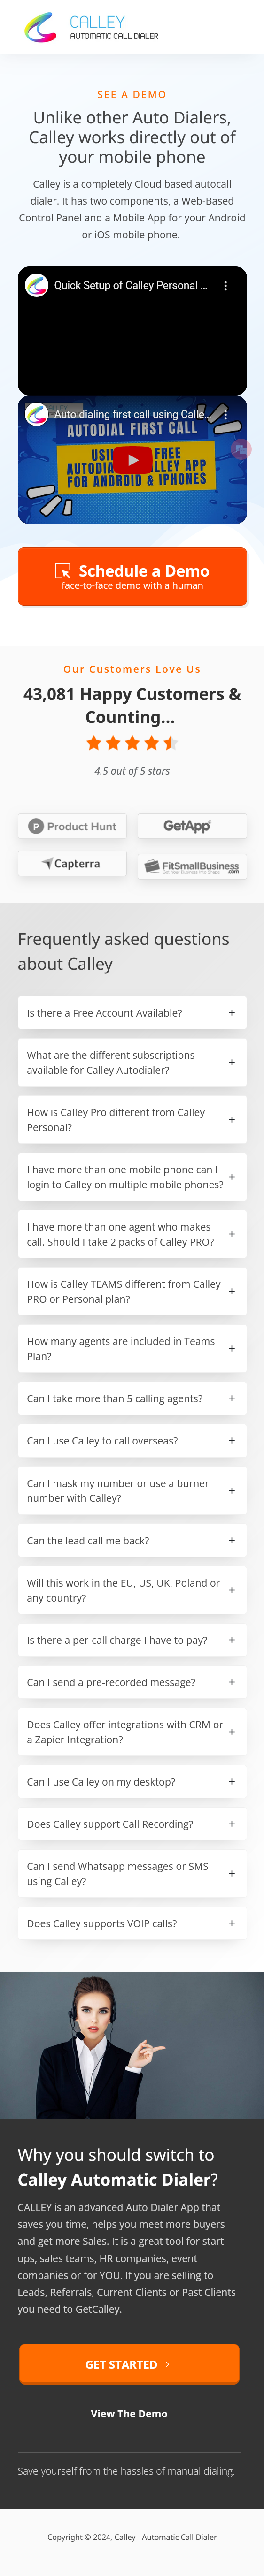 CALLEY
AUTOMATIC CALL DIALER
SEE A DEMO
Unlike other Auto Dialers,
Calley works directly out of
your mobile phone
Calley is a completely Cloud based autocall
dialer. It has two components, a Web-Based
Control Panel and a Mobile App for your Android
or iOS mobile phone.
Quick Setup of Calley Personal ...
Auto dialing first call using Calle...
AUTODIAL FIRST CALL
FOR ANDROID & IPHONES
Schedule a Demo
face-to-face demo with a human
Our Customers Love Us
43,081 Happy Customers &
Counting...
4.5 out of 5 stars
Product Hunt
GetApp
Capterra
FitSmallBusiness
.com
Frequently asked questions
about Calley
Is there a Free Account Available?
What are the different subscriptions
available for Calley Autodialer?
How is Calley Pro different from Calley
Personal?
I have more than one mobile phone can I
login to Calley on multiple mobile phones?
I have more than one agent who makes
call. Should I take 2 packs of Calley PRO?
How is Calley TEAMS different from Calley
PRO or Personal plan?
How many agents are included in Teams
Plan?
Can I take more than 5 calling agents?
Can I use Calley to call overseas?
Can I mask my number or use a burner
number with Calley?
Can the lead call me back?
Will this work in the EU, US, UK, Poland or
any country?
Is there a per-call charge I have to pay?
Can I send a pre-recorded message?
Does Calley offer integrations with CRM or
a Zapier Integration?
Can I use Calley on my desktop?
Does Calley support Call Recording?
Can I send Whatsapp messages or SMS
using Calley?
Does Calley supports VOIP calls?
Why you should switch to
Calley Automatic Dialer?
CALLEY is an advanced Auto Dialer App that
saves you time, helps you meet more buyers
and get more Sales. It is a great tool for start-
ups, sales teams, HR companies, event
companies or for YOU. If you are selling to
Leads, Referrals, Current Clients or Past Clients
you need to GetCalley.
GET STARTED
View The Demo
Save yourself from the hassles of manual dialing.
Copyright © 2024, Calley - Automatic Call Dialer